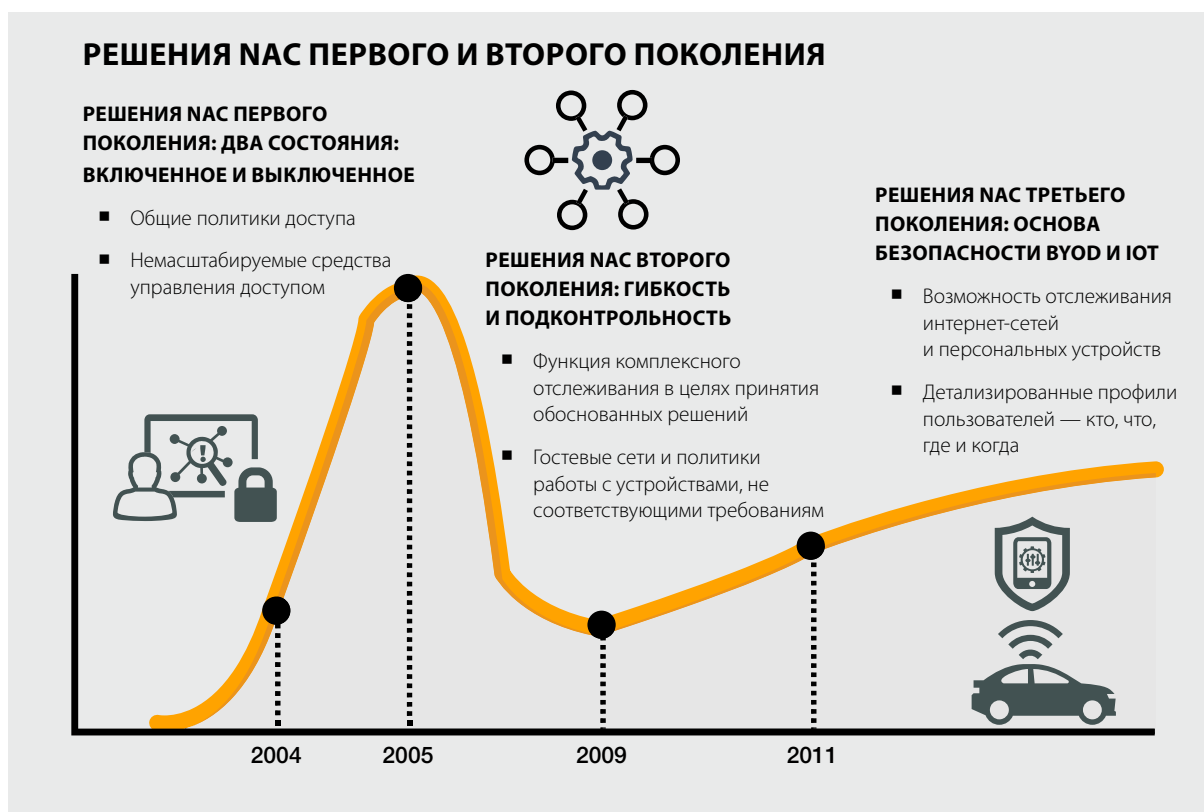 РЕШЕНИЯ NAC ПЕРВОГО И ВТОРОГО ПОКОЛЕНИЯ
РЕШЕНИЯ NAC ПЕРВОГО
ПОКОЛЕНИЯ: ДВА СОСТОЯНИЯ:
ВКЛЮЧЕННОЕ И ВЫКЛЮЧЕННОЕ
■ Общие политики доступа
■ Немасштабируемые средства
управления доступом
РЕШЕНИЯ NAC ВТОРОГО
ПОКОЛЕНИЯ: ГИБКОСТЬ
И ПОДКОНТРОЛЬНОСТЬ
■ Функция комплексного
отслеживания в целях принятия
обоснованных решений
■ Гостевые сети и политики
работы с устройствами, не
соответствующими требованиям
РЕШЕНИЯ NAC ТРЕТЬЕГО
ПОКОЛЕНИЯ: ОСНОВА
БЕЗОПАСНОСТИ BYOD И IOT
■ Возможность отслеживания
интернет-сетей
и персональных устройств
■ Детализированные профили
пользователей — кто, что,
где и когда
2004
2005
2009
2011